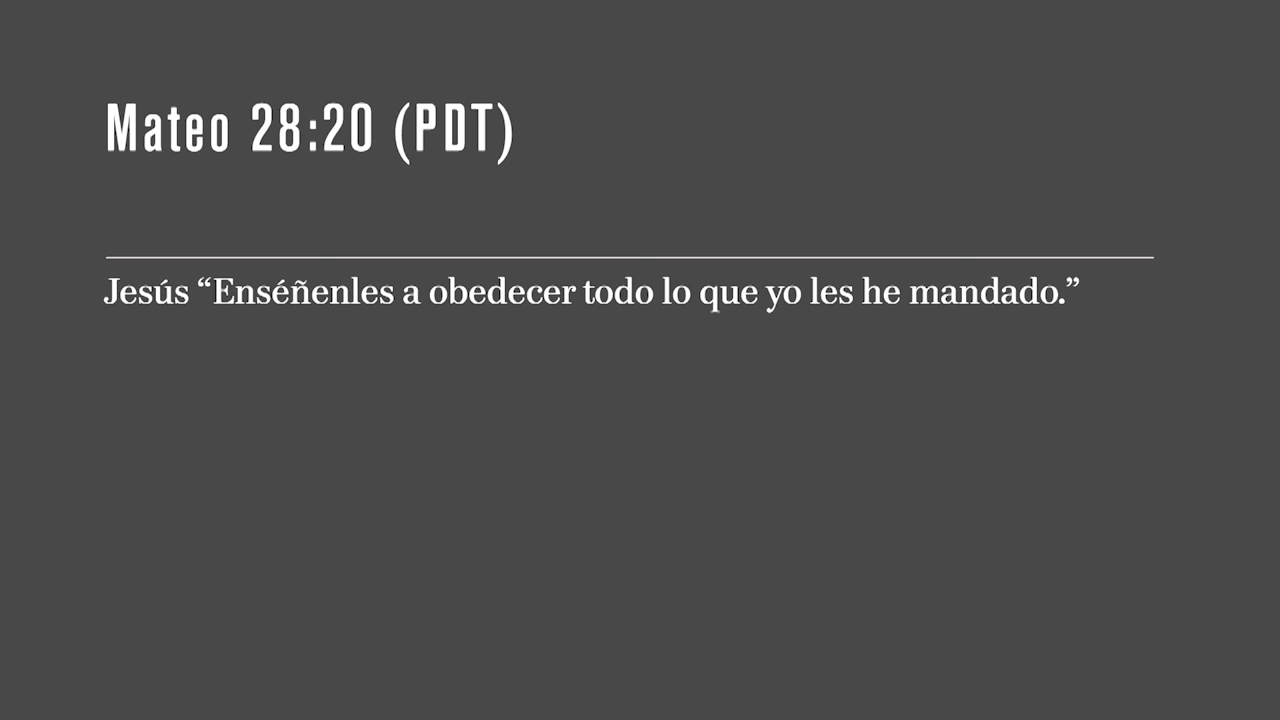 Mateo 28:20 (PDT)
Jesús “Enséñenles a obedecer todo lo que yo les he mandado.”